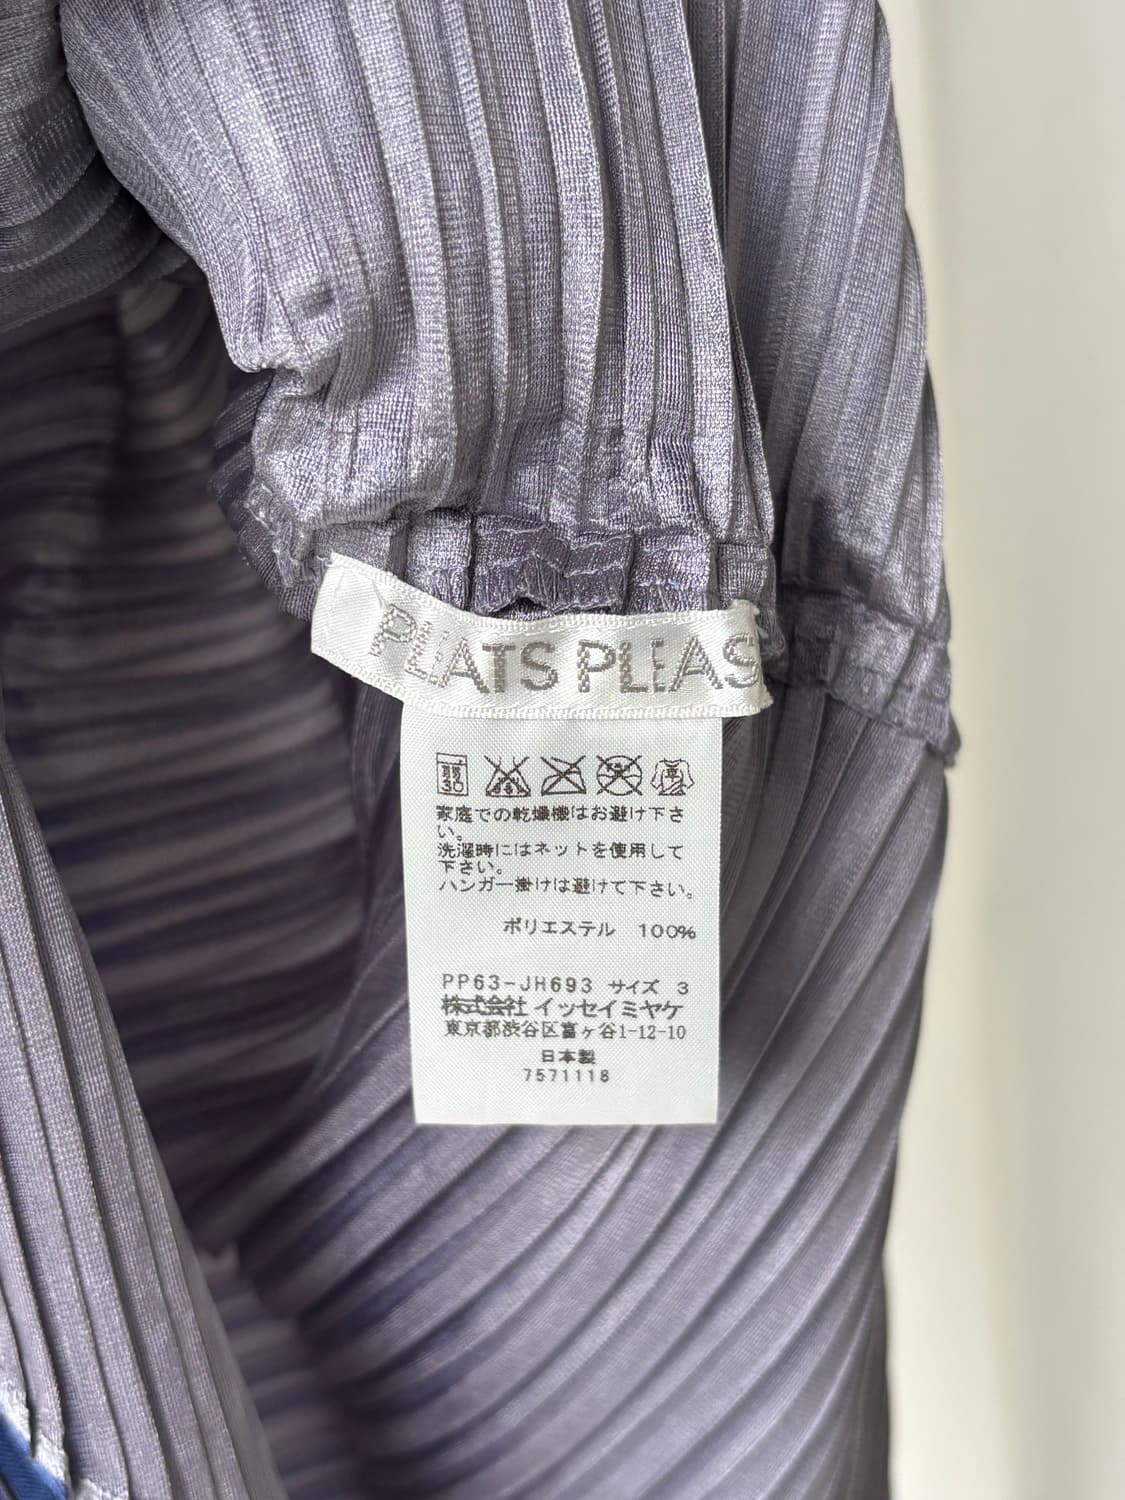 PLEATS PLEAS
30
家庭での乾燥機はお避け下さ
い。
洗濯時にはネットを使用して
下さい。
ハンガー掛けは避けて下さい。
ポリエステル 100%
PP63-JH693 サイズ 3
株式会社 イッセイミヤケ
東京都渋谷区富ヶ谷1-12-10
日本製
7571118